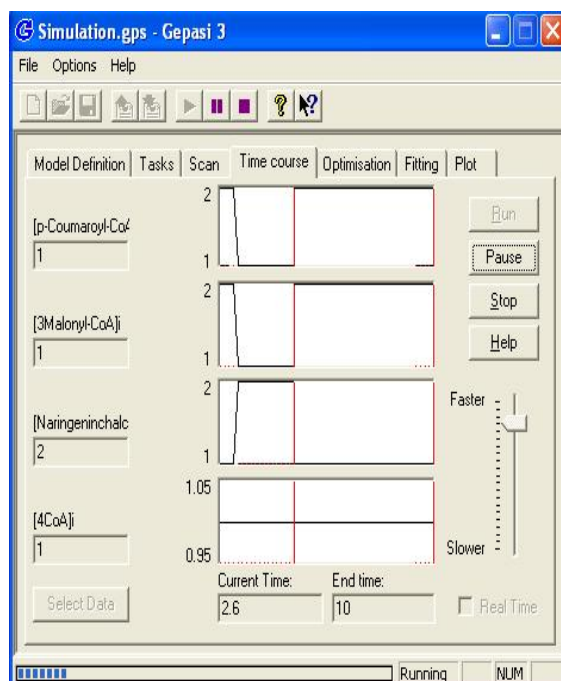 Simulation.gps - Gepasi 3
File Options Help
Model Definition Tasks Scan Time course Optimisation Fitting Plot
[p-Coumaroyl-CoA
1
2
1
Run
Pause
[3Malonyl-CoA]i
1
2
1
Stop
Help
[Naringeninchalc
2
2
1
Faster
[4CoA]i
1
1.05
0.95
Slower
Select Data
Current Time:
2.6
End time:
10
Real Time
Running NUM